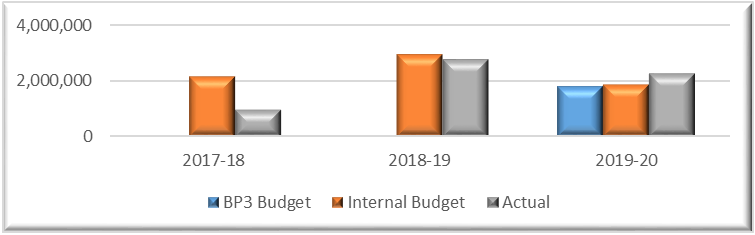 4,000,000
2,000,000
0
2017-18 2018-19 2019-20
BP3 Budget Internal Budget Actual